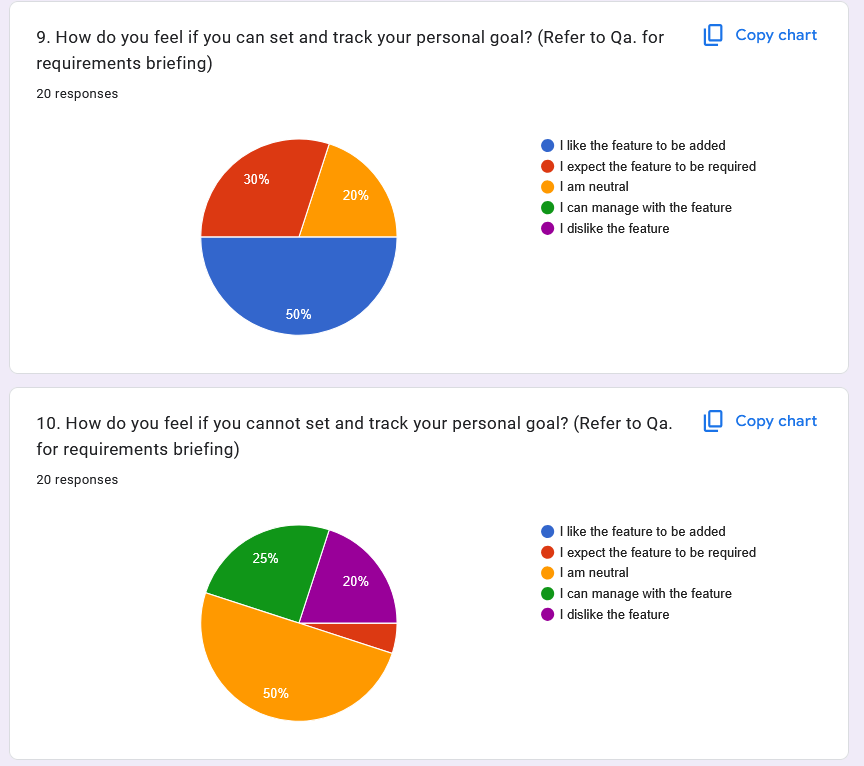 9. How do you feel if you can set and track your personal goal? (Refer to Qa. for
requirements briefing)
Copy chart
20 responses
30%
20%
50%
I like the feature to be added
I expect the feature to be required
I am neutral
I can manage with the feature
I dislike the feature
10. How do you feel if you cannot set and track your personal goal? (Refer to Qa.
for requirements briefing)
Copy chart
20 responses
25%
20%
50%
I like the feature to be added
I expect the feature to be required
I am neutral
I can manage with the feature
I dislike the feature